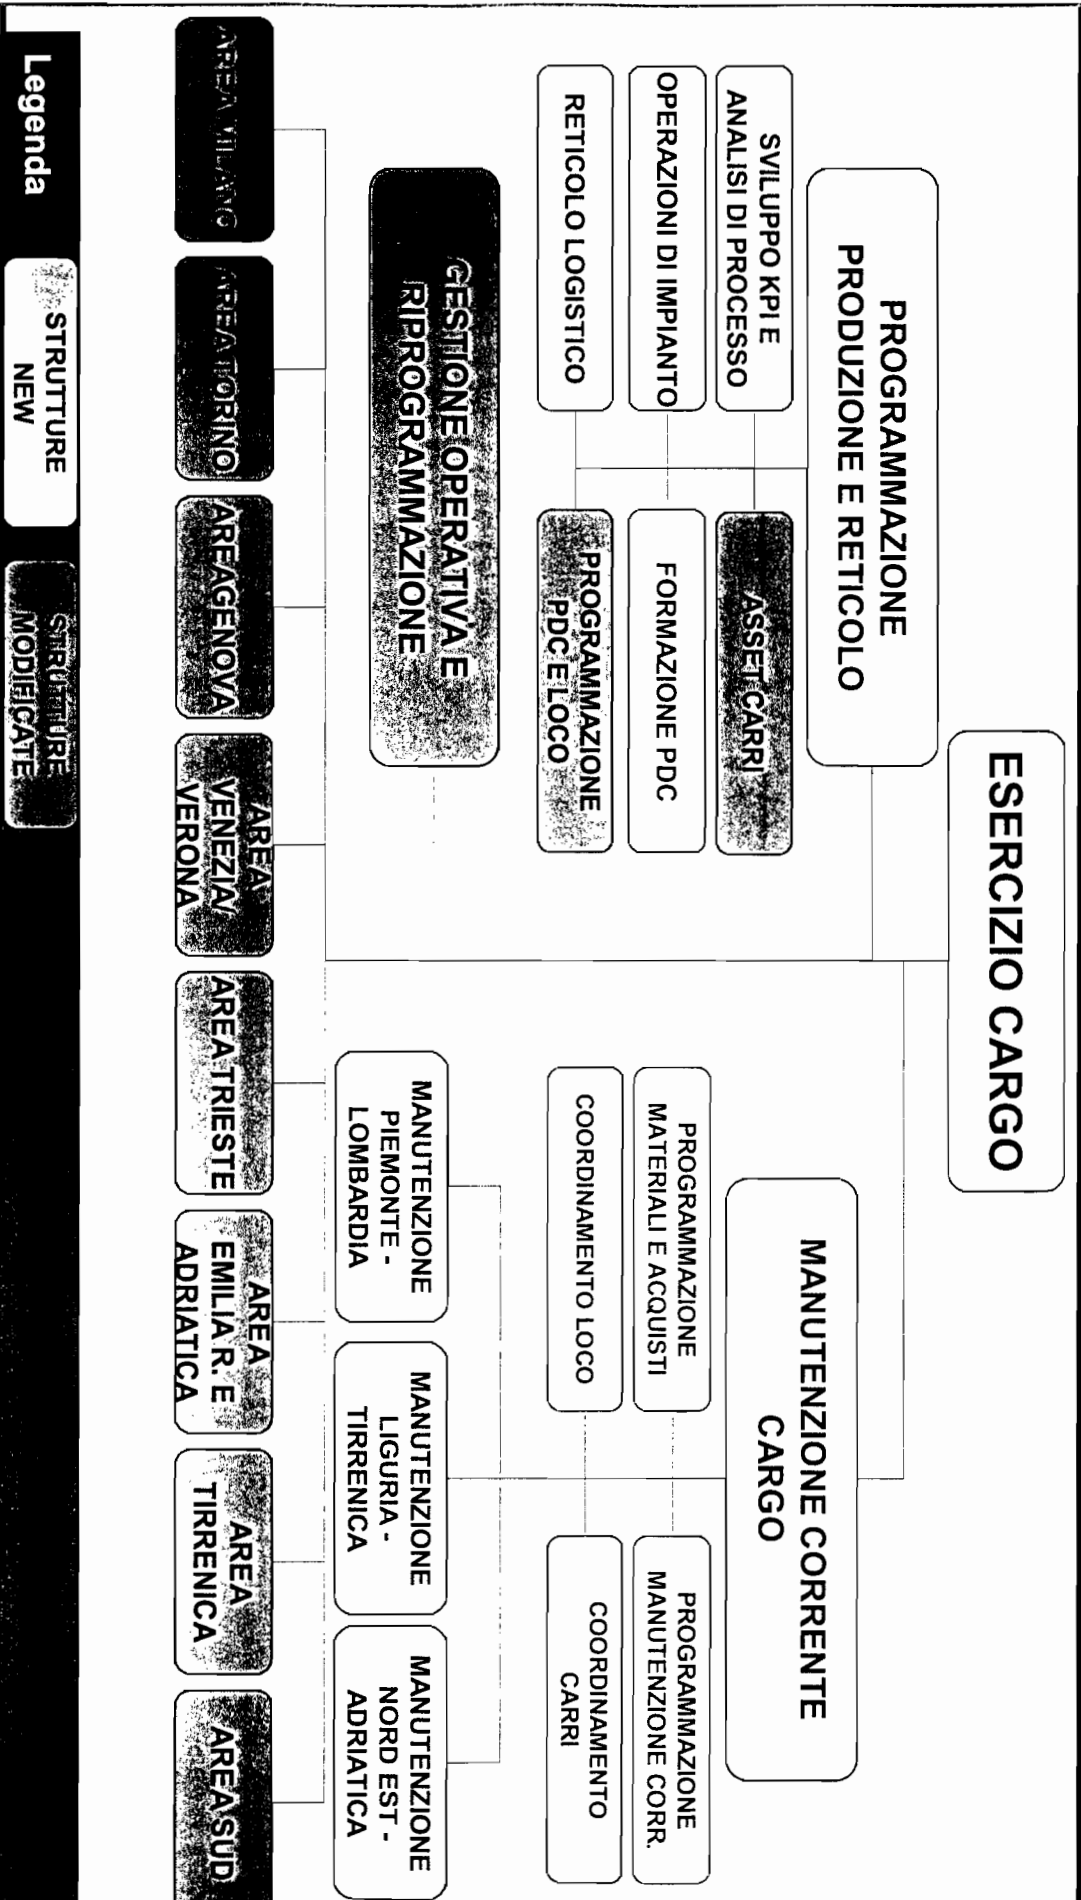 ESERCIZIO CARGO
PROGRAMMAZIONE
PRODUZIONE E RETICOLO
SVILUPPO KPI E
ANALISI DI PROCESSO
ASSET CARRI
OPERAZIONI DI IMPIANTO
FORMAZIONE PDC
RETICOLO LOGISTICO
PROGRAMMAZIONE
PDC E LOCO
GESTIONE OPERATIVA E
RIPROGRAMMAZIONE
MANUTENZIONE CORRENTE
CARGO
PROGRAMMAZIONE
MATERIALI E ACQUISTI
PROGRAMMAZIONE
MANUTENZIONE CORR.
COORDINAMENTO LOCO
COORDINAMENTO
CARRI
MANUTENZIONE
PIEMONTE -
LOMBARDIA
MANUTENZIONE
LIGURIA -
TIRRENICA
MANUTENZIONE
NORD EST -
ADRIATICA
AREA MILANO
AREA TORINO
AREA GENOVA
AREA
VENEZIA/
VERONA
AREA TRIESTE
AREA
EMILIA R. E
ADRIATICA
AREA
TIRRENICA
AREA SUD
Legenda
STRUTTURE
NEW
STRUTTURE
MODIFICATE